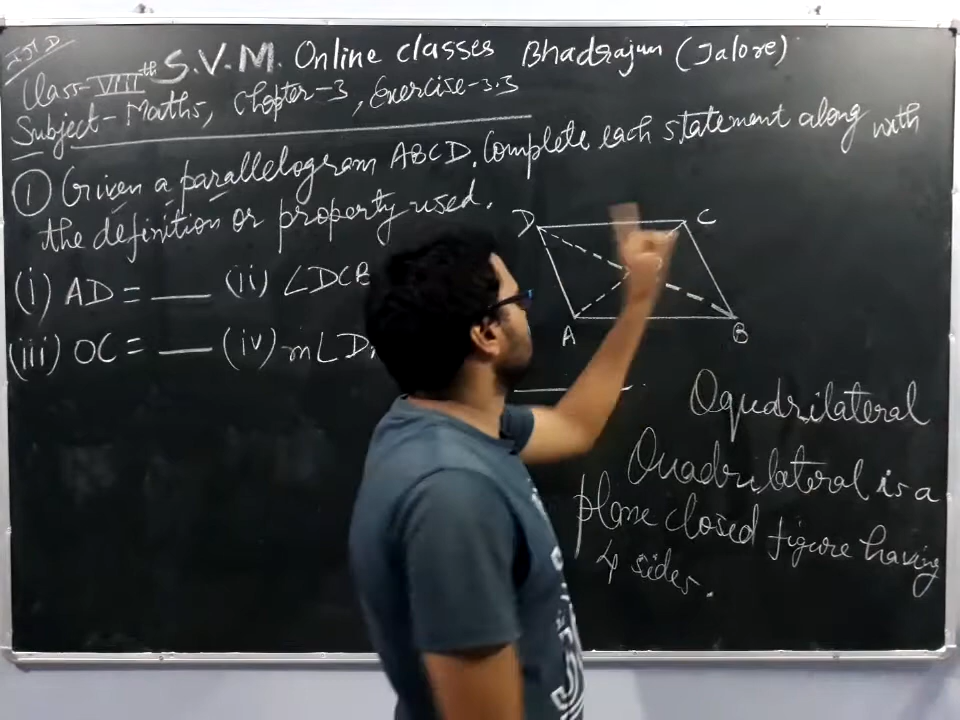 Class-VIIIth S.V.M. Online classes Bhadrajun (Jalore)
Subject- Maths, Chapter-3, Exercise-3.3
① Given a parallelogram ABCD. Complete each statement along with
the definition or property used.
(i) AD = ___ (ii) ∠DCB
(iii) OC = ___ (iv) m∠D
D C
A B
Oquadrilateral
Quadrilateral is a
plane closed figure having
4 sides.